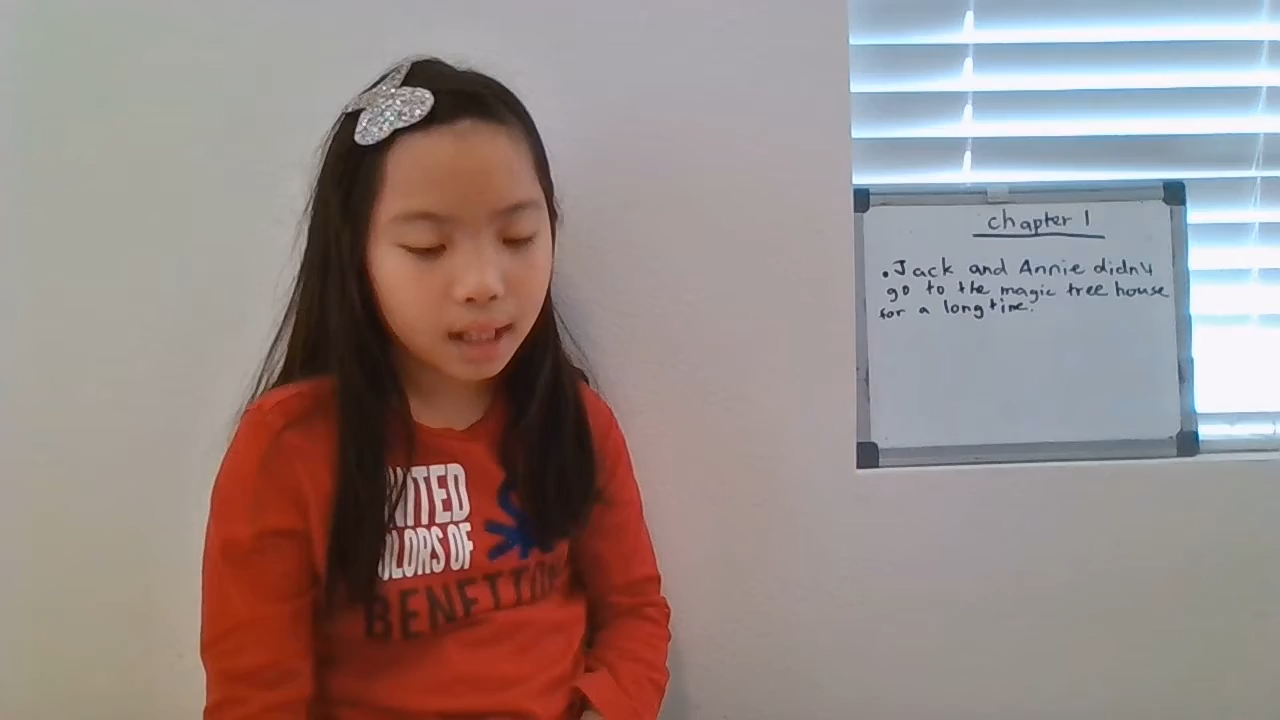 chapter 1
• Jack and Annie didn't
go to the magic tree house
for a long time.
UNITED
COLORS OF
BENETTON